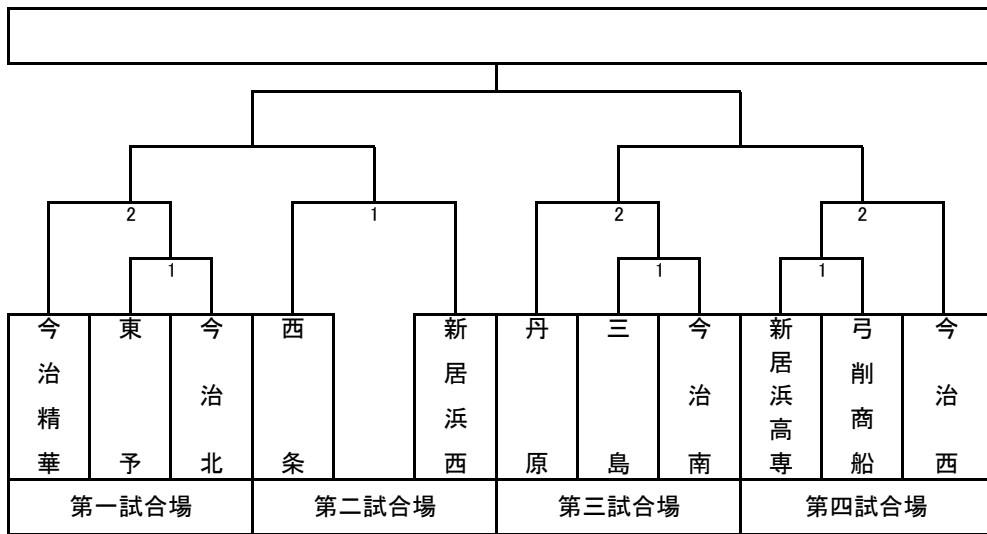 2
1
2
2
1
1
1
今治精華
東予
今治北
西条
新居浜西
丹原
三島
今治南
新居浜高専
弓削商船
今治西
第一試合場
第二試合場
第三試合場
第四試合場